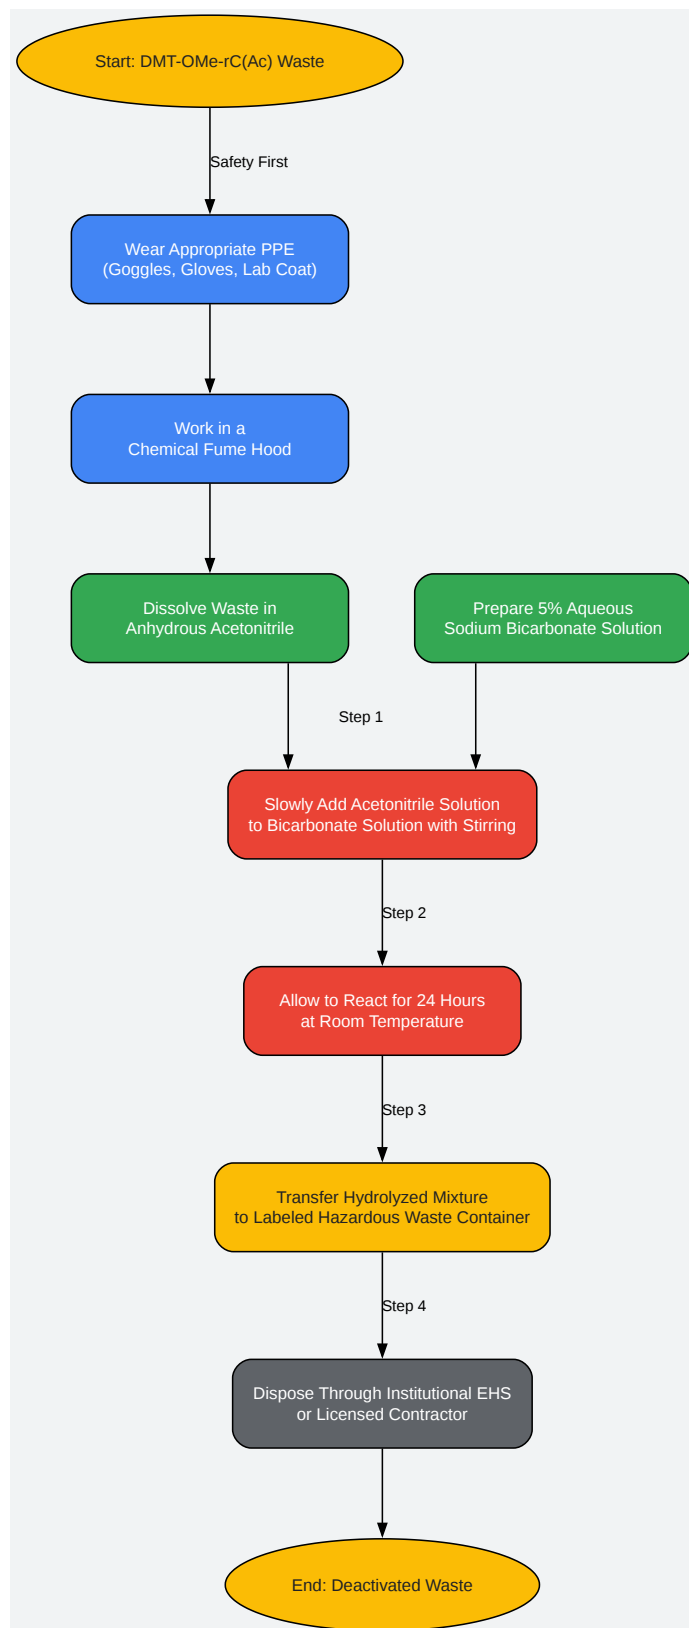 Start: DMT-OMe-rC(Ac) Waste
Safety First
Wear Appropriate PPE
(Goggles, Gloves, Lab Coat)
Work in a
Chemical Fume Hood
Dissolve Waste in
Anhydrous Acetonitrile
Prepare 5% Aqueous
Sodium Bicarbonate Solution
Step 1
Slowly Add Acetonitrile Solution
to Bicarbonate Solution with Stirring
Step 2
Allow to React for 24 Hours
at Room Temperature
Step 3
Transfer Hydrolyzed Mixture
to Labeled Hazardous Waste Container
Step 4
Dispose Through Institutional EHS
or Licensed Contractor
End: Deactivated Waste